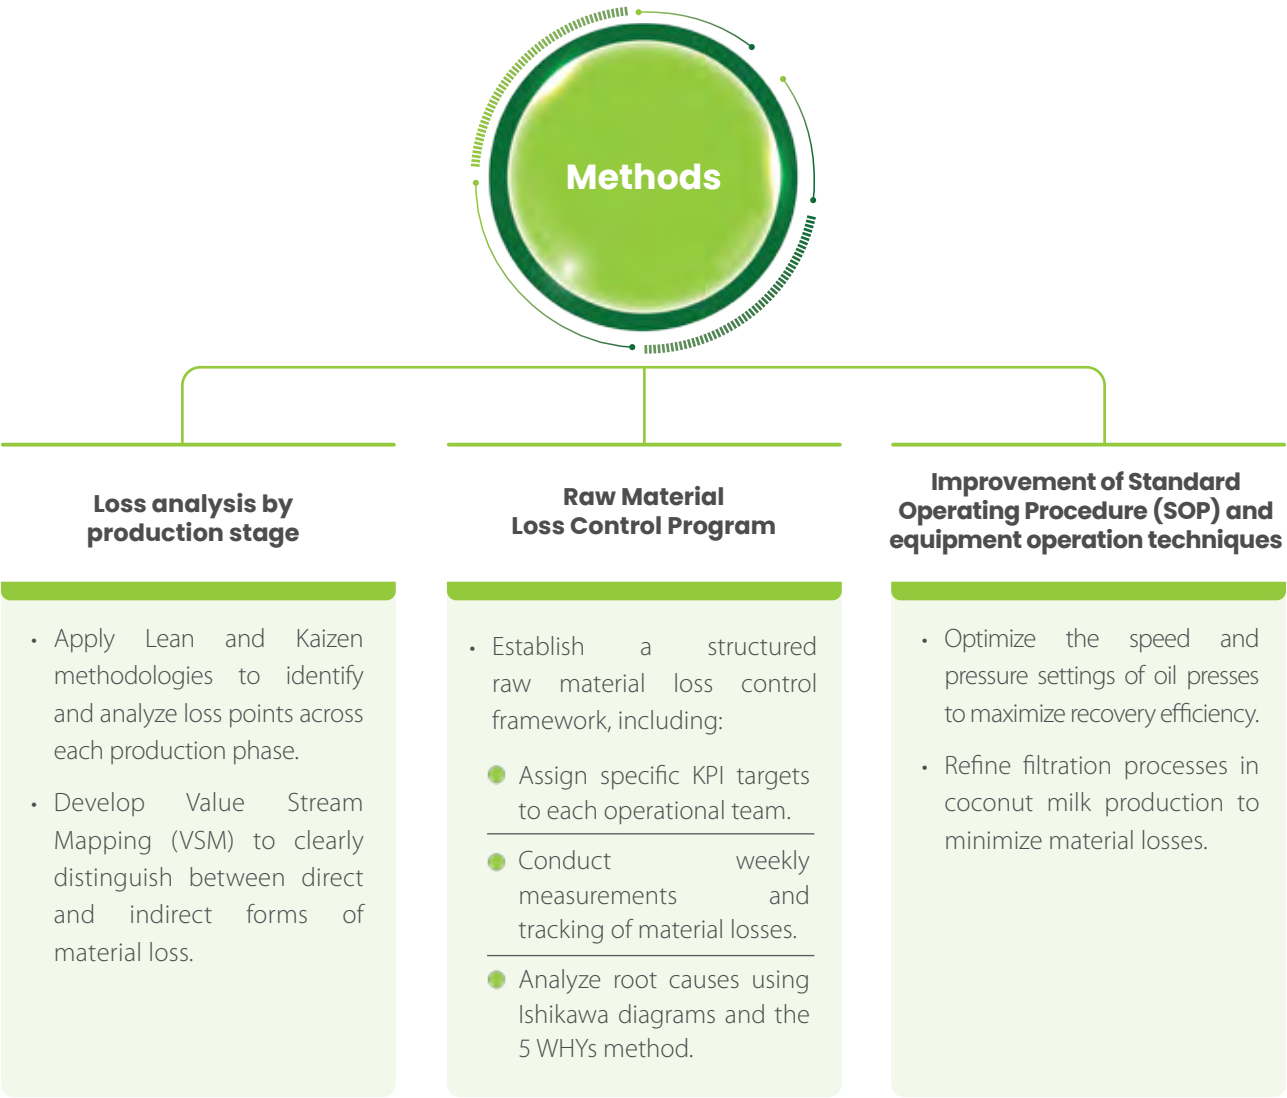 Methods
Loss analysis by
production stage
• Apply Lean and Kaizen
methodologies to identify
and analyze loss points across
each production phase.
• Develop Value Stream
Mapping (VSM) to clearly
distinguish between direct
and indirect forms of
material loss.
Raw Material
Loss Control Program
• Establish a structured
raw material loss control
framework, including:
Assign specific KPI targets
to each operational team.
Conduct weekly
measurements and
tracking of material losses.
Analyze root causes using
Ishikawa diagrams and the
5 WHYs method.
Improvement of Standard
Operating Procedure (SOP) and
equipment operation techniques
• Optimize the speed and
pressure settings of oil presses
to maximize recovery efficiency.
• Refine filtration processes in
coconut milk production to
minimize material losses.